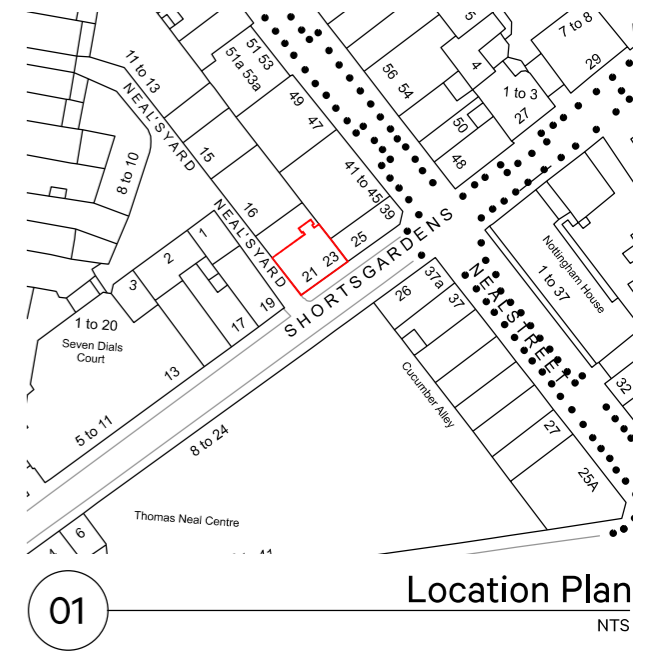 5
7 to 8
29
4
1 to 3
27
51 53
51a 53a
11 to 13
NEAL'SYARD
49
47
56 54
50
48
15
8 to 10
41 to 45
39
16
NEAL'SYARD
25
21 23
SHORTSGARDENS
1
2
3
19
17
13
1 to 20
Seven Dials
Court
5 to 11
8 to 24
Nottingham House
1 to 37
NEALSTREET
37a
37
26
Cucumber Alley
32
27
25A
Thomas Neal Centre
6
01
Location Plan
NTS